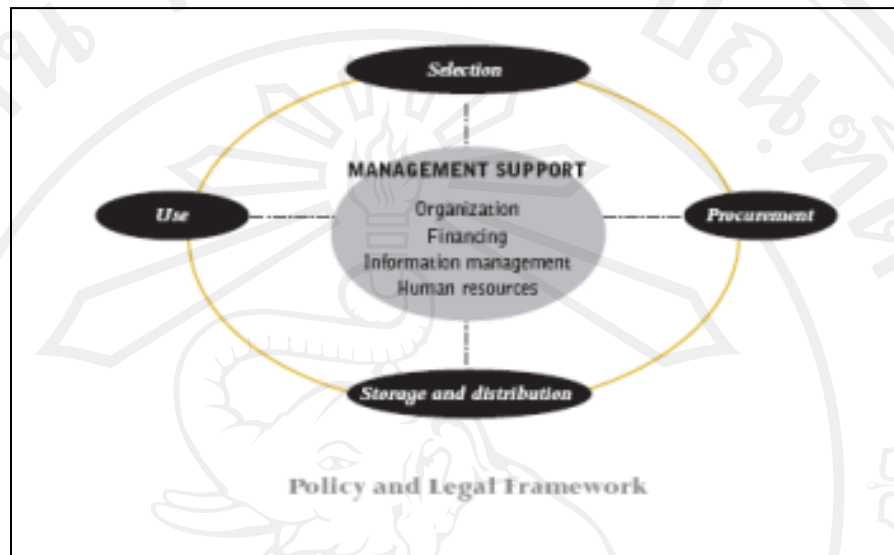 Selection
MANAGEMENT SUPPORT
Use
Organization
Procurement
Financing
Information management
Human resources
Storage and distribution
Policy and Legal Framework